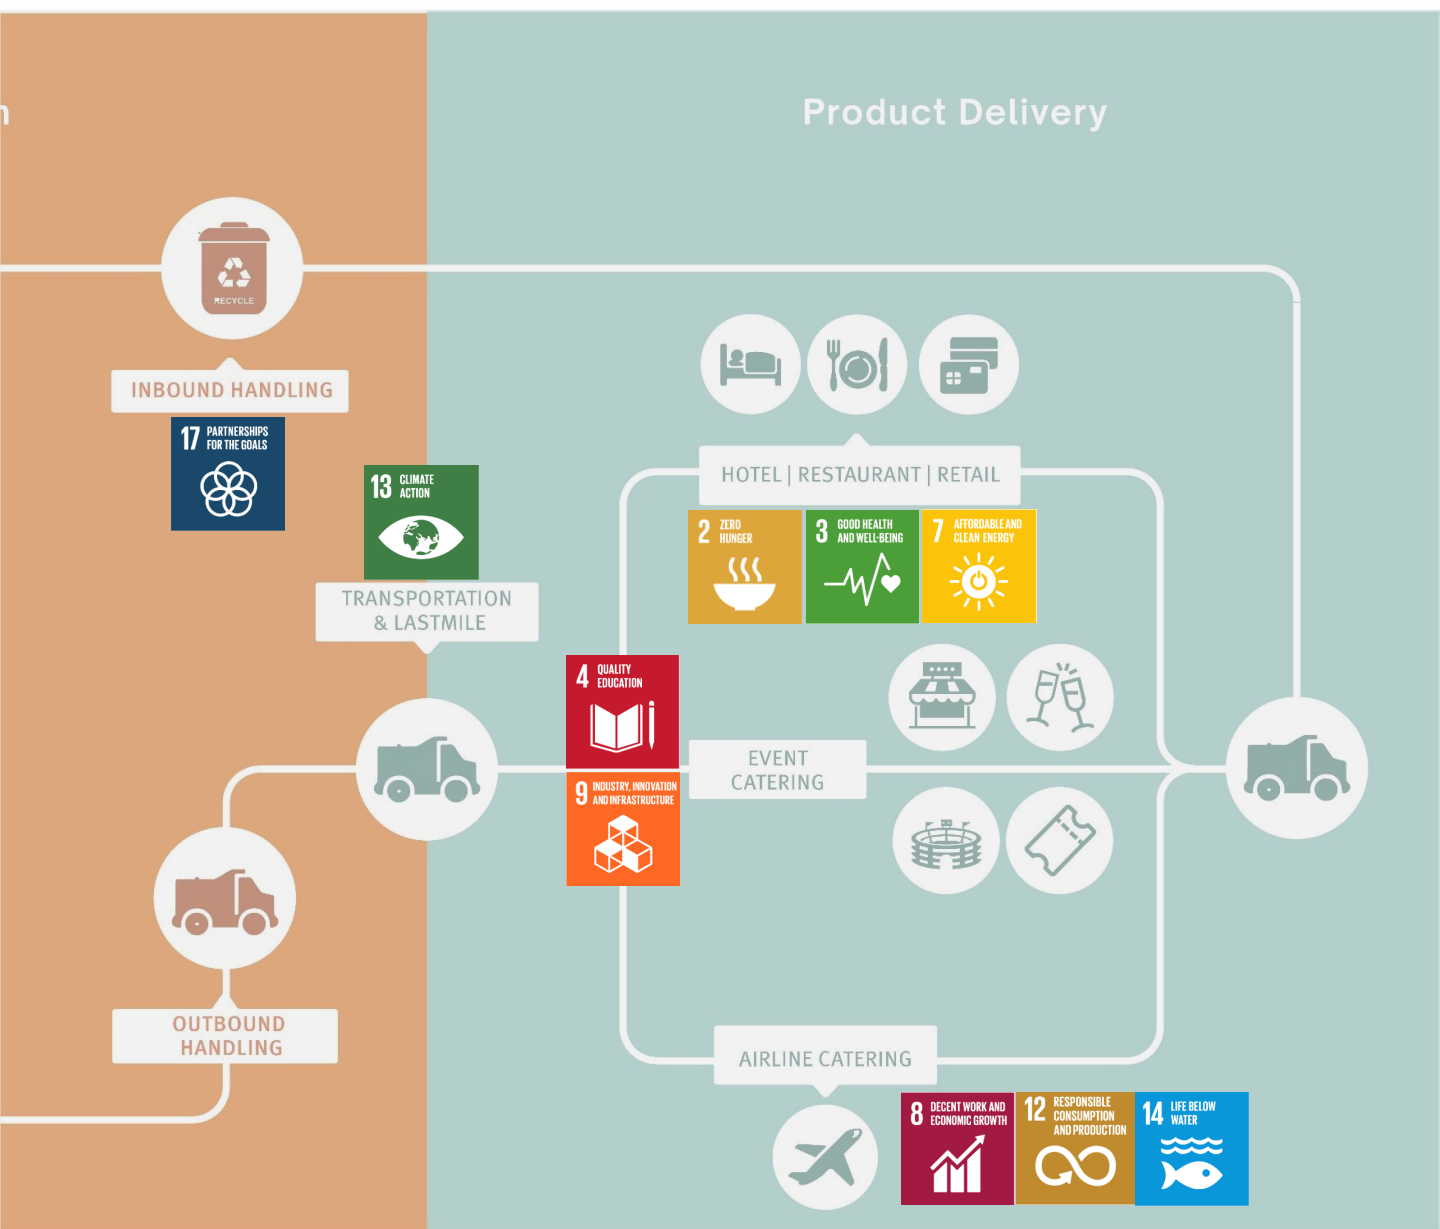 n
Product Delivery
RECYCLE
INBOUND HANDLING
17 PARTNERSHIPS
FOR THE GOALS
13 CLIMATE
ACTION
TRANSPORTATION
& LASTMILE
HOTEL | RESTAURANT | RETAIL
2 ZERO
HUNGER
3 GOOD HEALTH
AND WELL-BEING
7 AFFORDABLE AND
CLEAN ENERGY
4 QUALITY
EDUCATION
9 INDUSTRY, INNOVATION
AND INFRASTRUCTURE
EVENT
CATERING
OUTBOUND
HANDLING
AIRLINE CATERING
8 DECENT WORK AND
ECONOMIC GROWTH
12 RESPONSIBLE
CONSUMPTION
AND PRODUCTION
14 LIFE BELOW
WATER